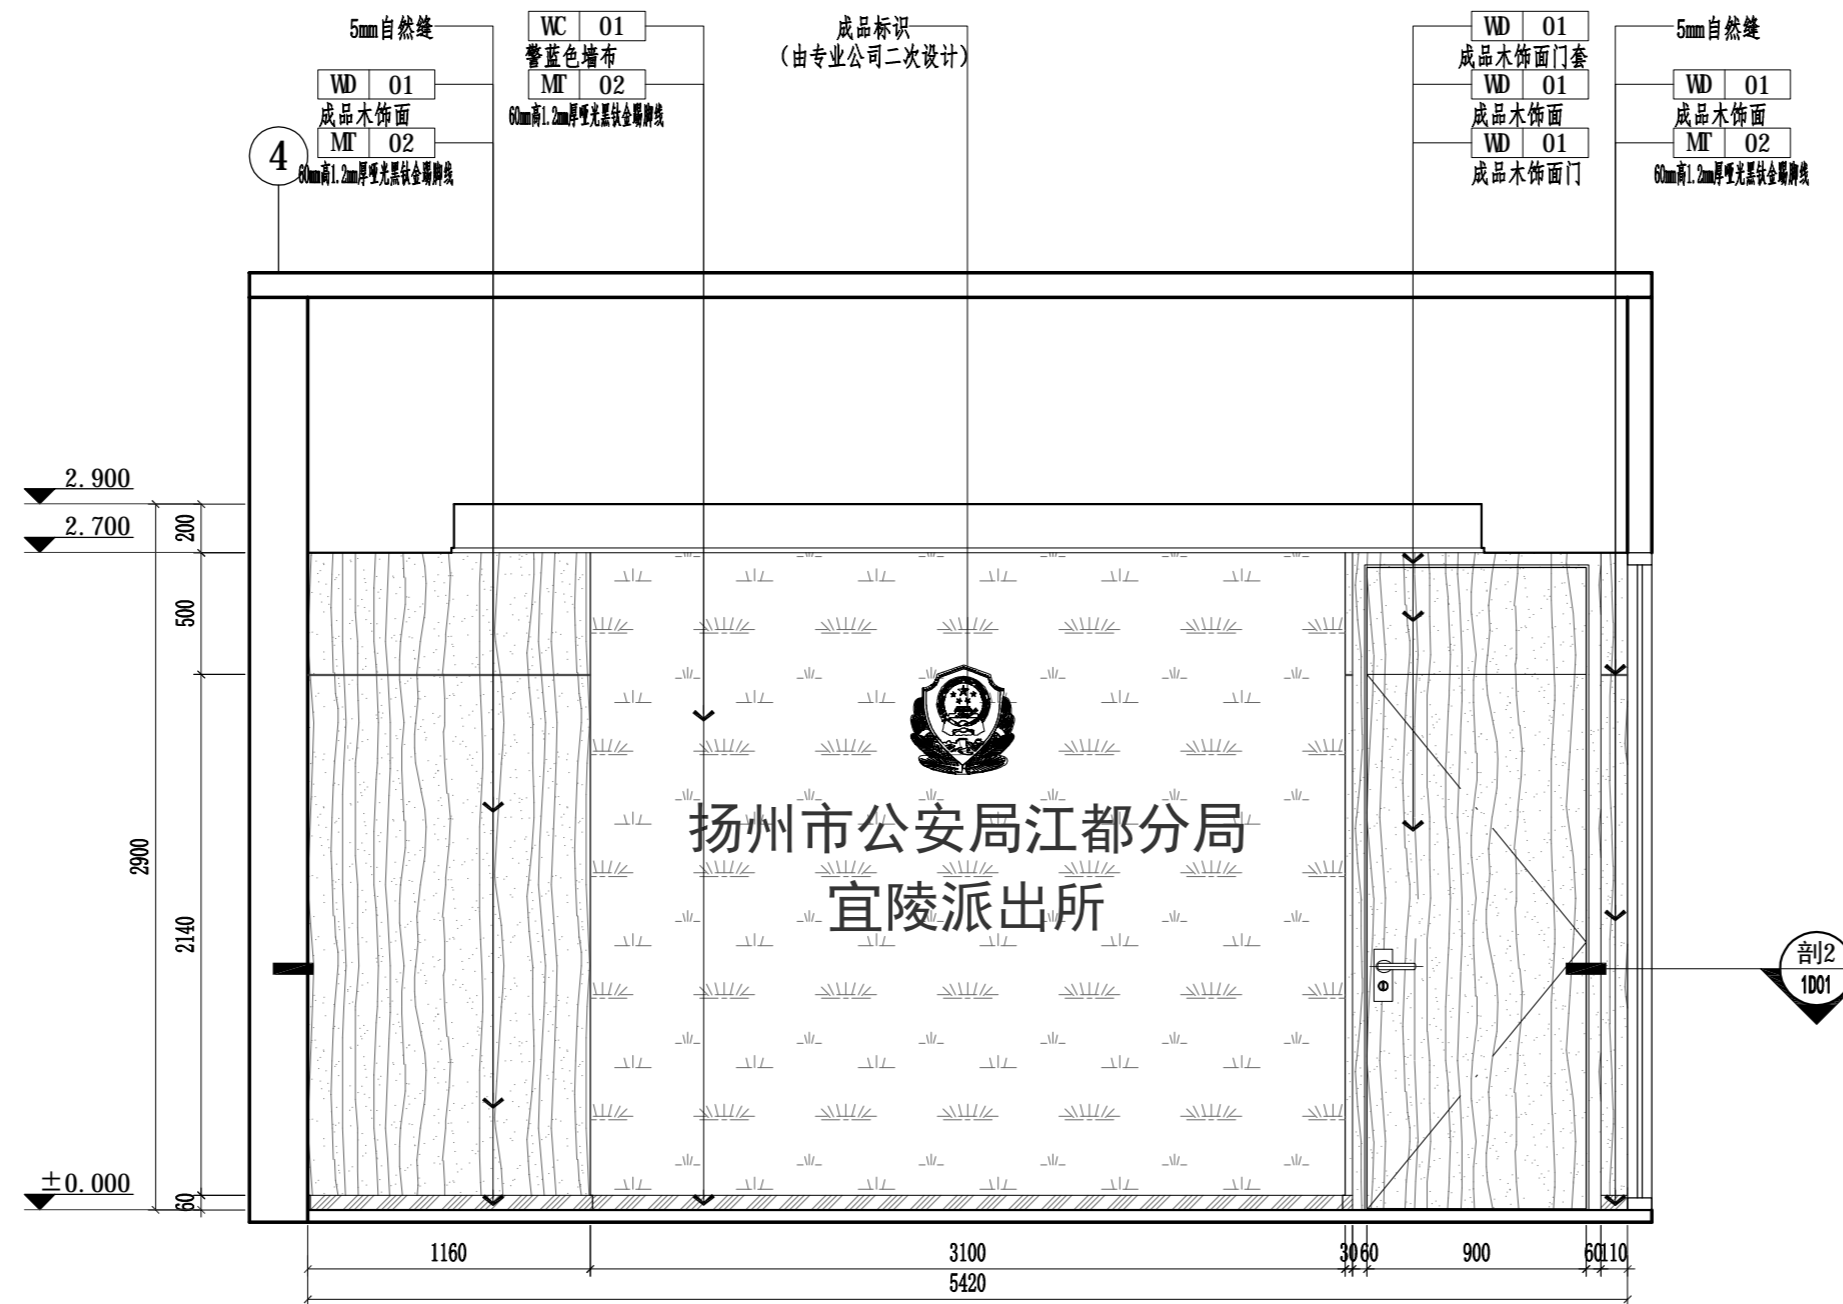 5mm自然缝
WD 01
成品木饰面
MT 02
60mm高1.2mm厚哑光黑钛金踢脚线
4
WC 01
警蓝色墙布
MT 02
60mm高1.2mm厚哑光黑钛金踢脚线
成品标识
(由专业公司二次设计)
WD 01
成品木饰面门套
WD 01
成品木饰面
WD 01
成品木饰面门
5mm自然缝
WD 01
成品木饰面
MT 02
60mm高1.2mm厚哑光黑钛金踢脚线
2.900
2.700
±0.000
200
500
2140
60
2900
扬州市公安局江都分局
宜陵派出所
剖2
1D01
1160
3100
30
60
900
60
110
5420